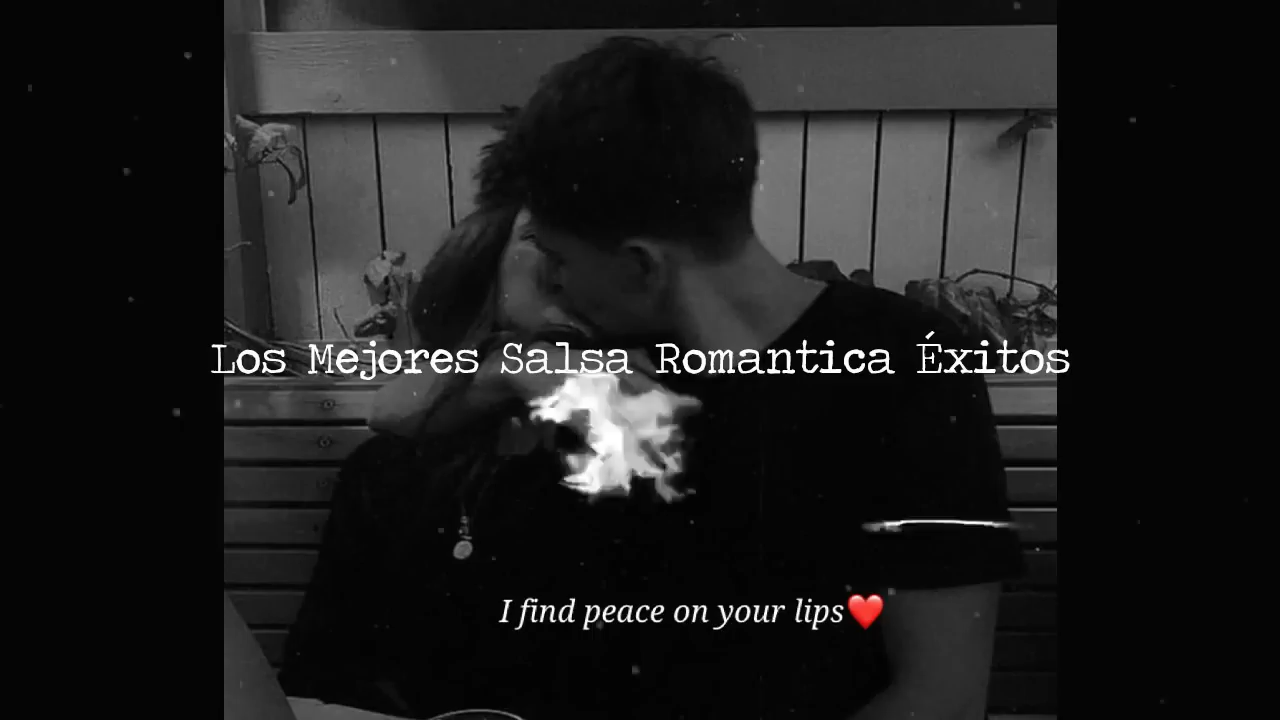 Los Mejores Salsa Romantica Éxitos
I find peace on your lips❤️